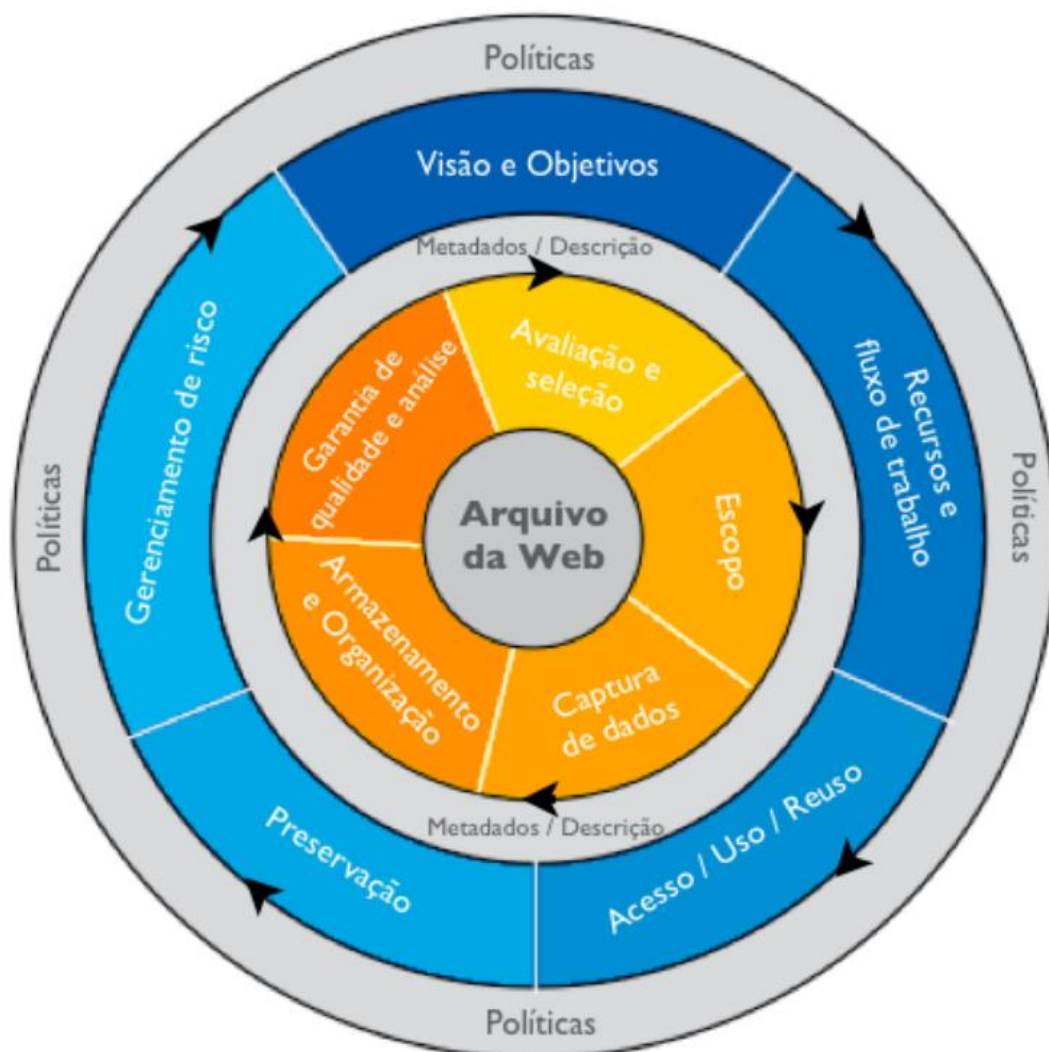 Políticas
Visão e Objetivos
Metadados / Descrição
Avaliação e
seleção
Garantia de
qualidade e análise
Gerenciamento de risco
Recursos e
fluxo de trabalho
Políticas
Políticas
Arquivo
da Web
Escopo
Armazenamento
e Organização
Captura
de dados
Metadados / Descrição
Preservação
Acesso / Uso / Reuso
Políticas